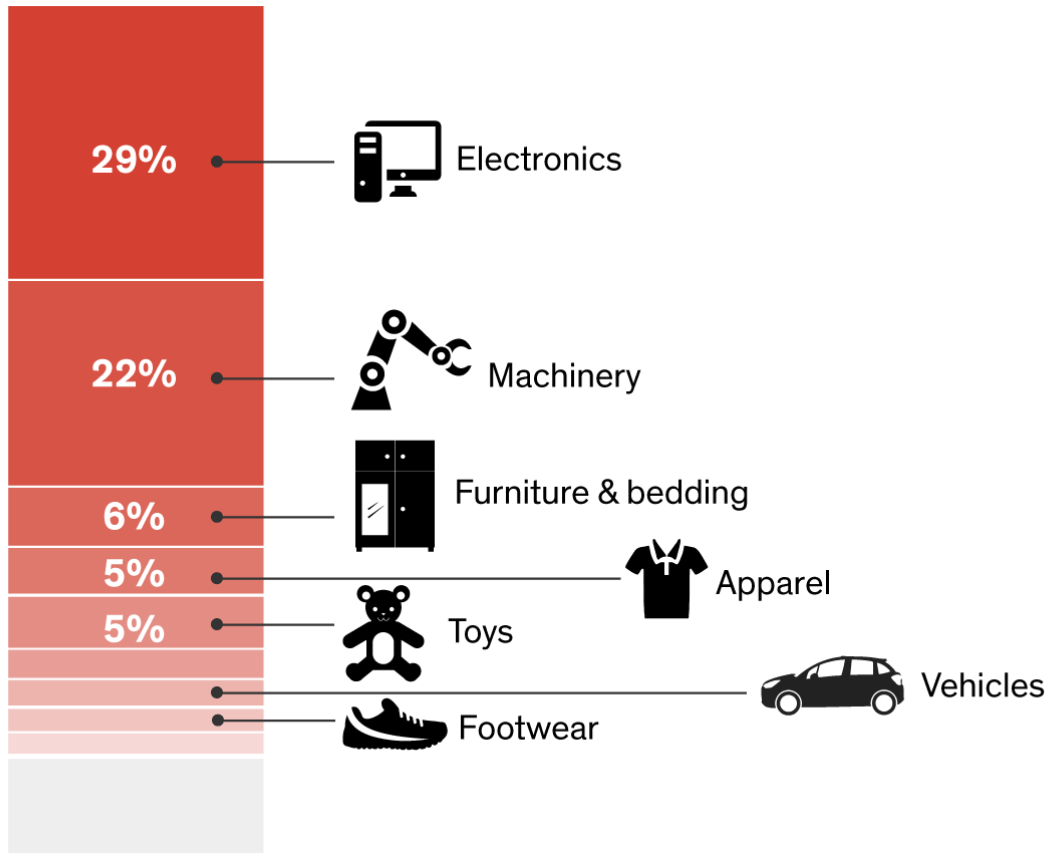 29%
Electronics
22%
Machinery
6%
Furniture & bedding
5%
Apparel
5%
Toys
Vehicles
Footwear